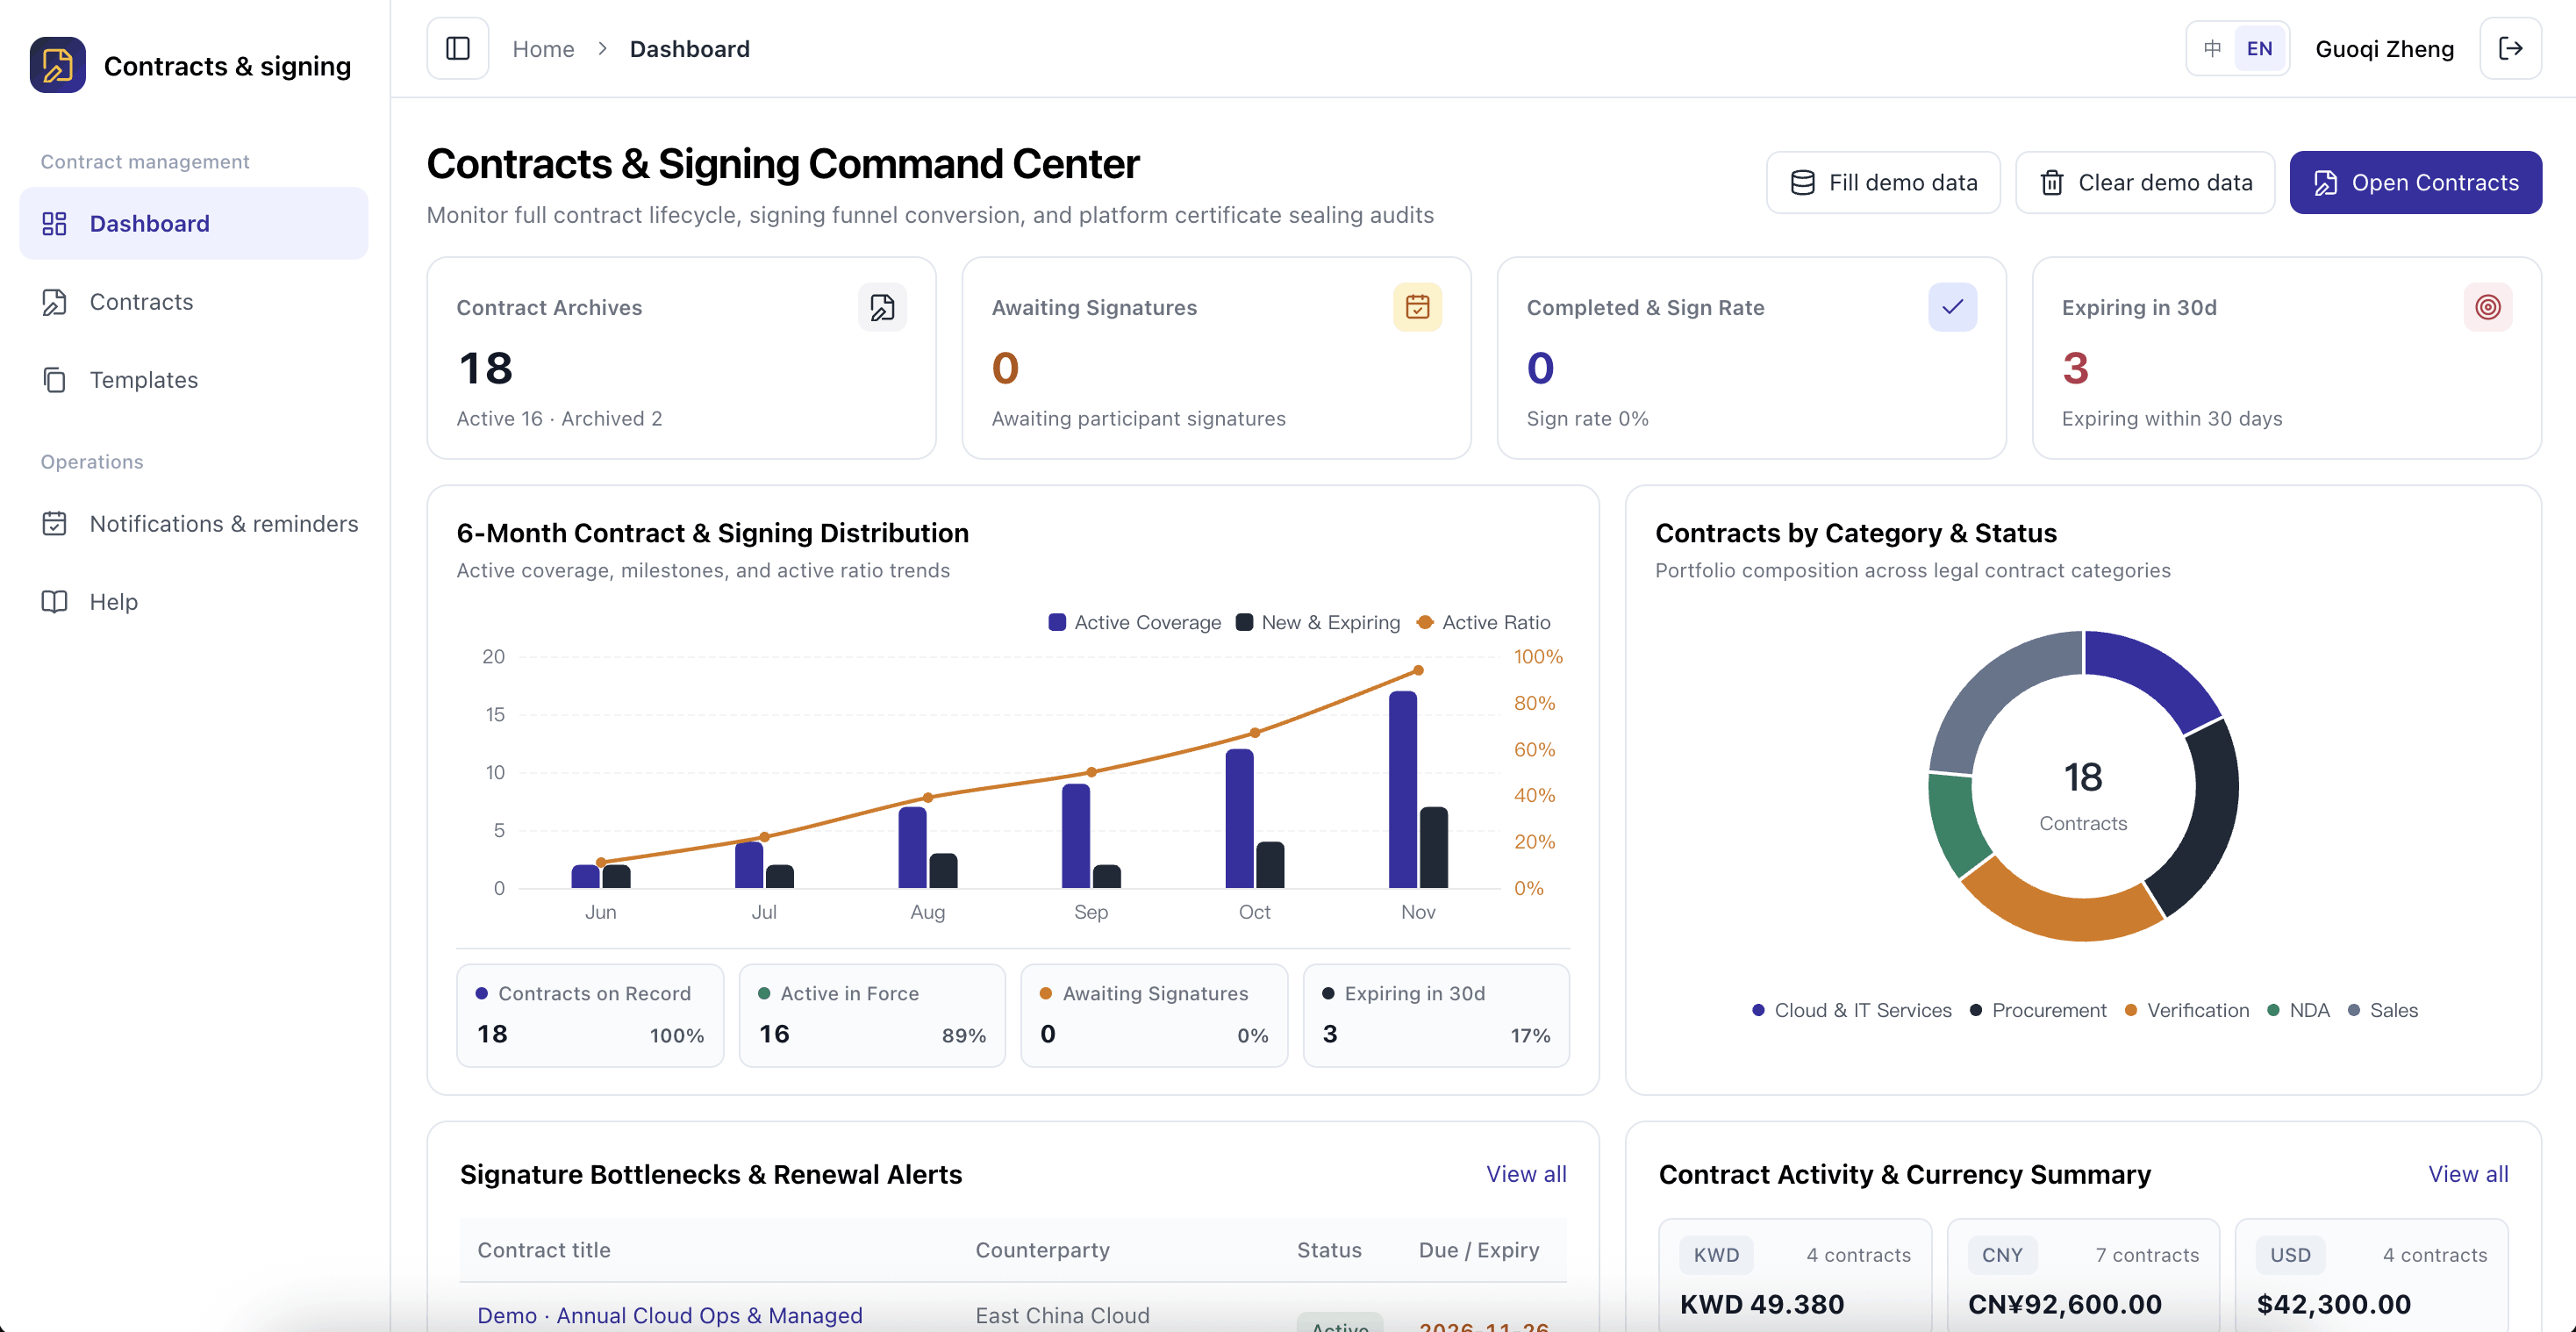 Contracts & signing
Home > Dashboard
中 EN
Guoqi Zheng
Contract management
Dashboard
Contracts
Templates
Operations
Notifications & reminders
Help
Contracts & Signing Command Center
Monitor full contract lifecycle, signing funnel conversion, and platform certificate sealing audits
Fill demo data
Clear demo data
Open Contracts
Contract Archives
18
Active 16 · Archived 2
Awaiting Signatures
0
Awaiting participant signatures
Completed & Sign Rate
0
Sign rate 0%
Expiring in 30d
3
Expiring within 30 days
6-Month Contract & Signing Distribution
Active coverage, milestones, and active ratio trends
Active Coverage New & Expiring Active Ratio
20 100%
80%
15
60%
10
40%
5
20%
0 0%
Jun Jul Aug Sep Oct Nov
Contracts on Record
18 100%
Active in Force
16 89%
Awaiting Signatures
0 0%
Expiring in 30d
3 17%
Contracts by Category & Status
Portfolio composition across legal contract categories
18
Contracts
Cloud & IT Services Procurement Verification NDA Sales
Signature Bottlenecks & Renewal Alerts
View all
Contract title Counterparty Status Due / Expiry
Demo · Annual Cloud Ops & Managed East China Cloud Active 2026-11-26
Contract Activity & Currency Summary
View all
KWD 4 contracts
KWD 49.380
CNY 7 contracts
CN¥92,600.00
USD 4 contracts
$42,300.00